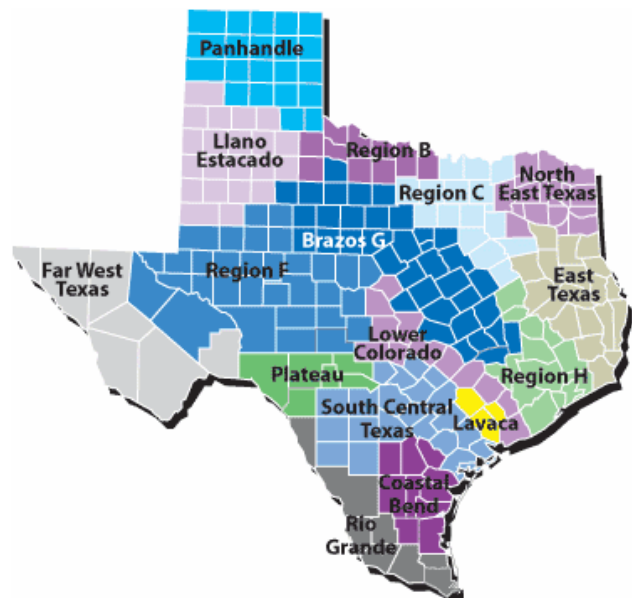 Panhandle
Llano
Estacado
Region B
North
East Texas
Region C
Brazos G
Far West
Texas
Region F
East
Texas
Lower
Colorado
Plateau
Region H
South Central
Texas
Lavaca
Coastal
Bend
Rio
Grande